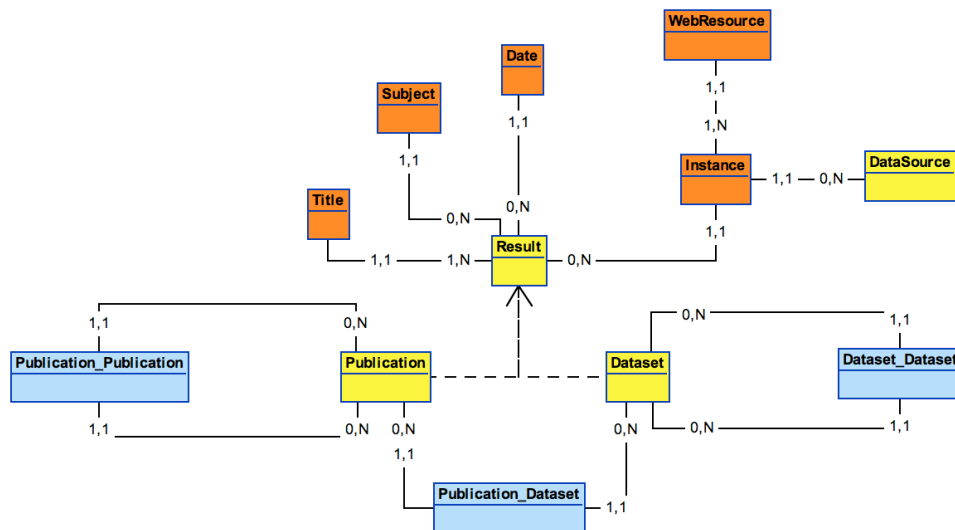 WebResource
Date
Subject
1,1
1,1
1,N
1,1
DataSource
Instance
1,1
0,N
Title
0,N
0,N
1,1
Result
1,1
1,N
0,N
1,1
0,N
0,N
1,1
Publication_Publication
Publication
Dataset
Dataset_Dataset
1,1
0,N
0,N
0,N
0,N
1,1
1,1
Publication_Dataset
1,1